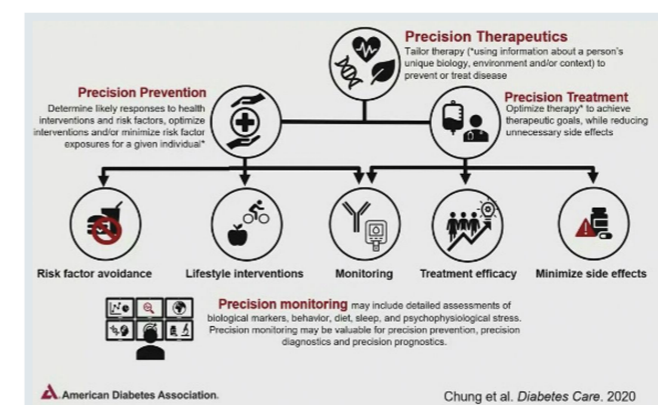 Precision Therapeutics
Tailor therapy (*using information about a person's
unique biology, environment and/or context) to
prevent or treat disease
Precision Prevention
Determine likely responses to health
interventions and risk factors, optimize
interventions and/or minimize risk factor
exposures for a given individual*
Precision Treatment
Optimize therapy* to achieve
therapeutic goals, while reducing
unnecessary side effects
Risk factor avoidance
Lifestyle interventions
Monitoring
Treatment efficacy
Minimize side effects
Precision monitoring may include detailed assessments of
biological markers, behavior, diet, sleep, and psychophysiological stress.
Precision monitoring may be valuable for precision prevention, precision
diagnostics and precision prognostics.
American Diabetes Association.
Chung et al. Diabetes Care. 2020